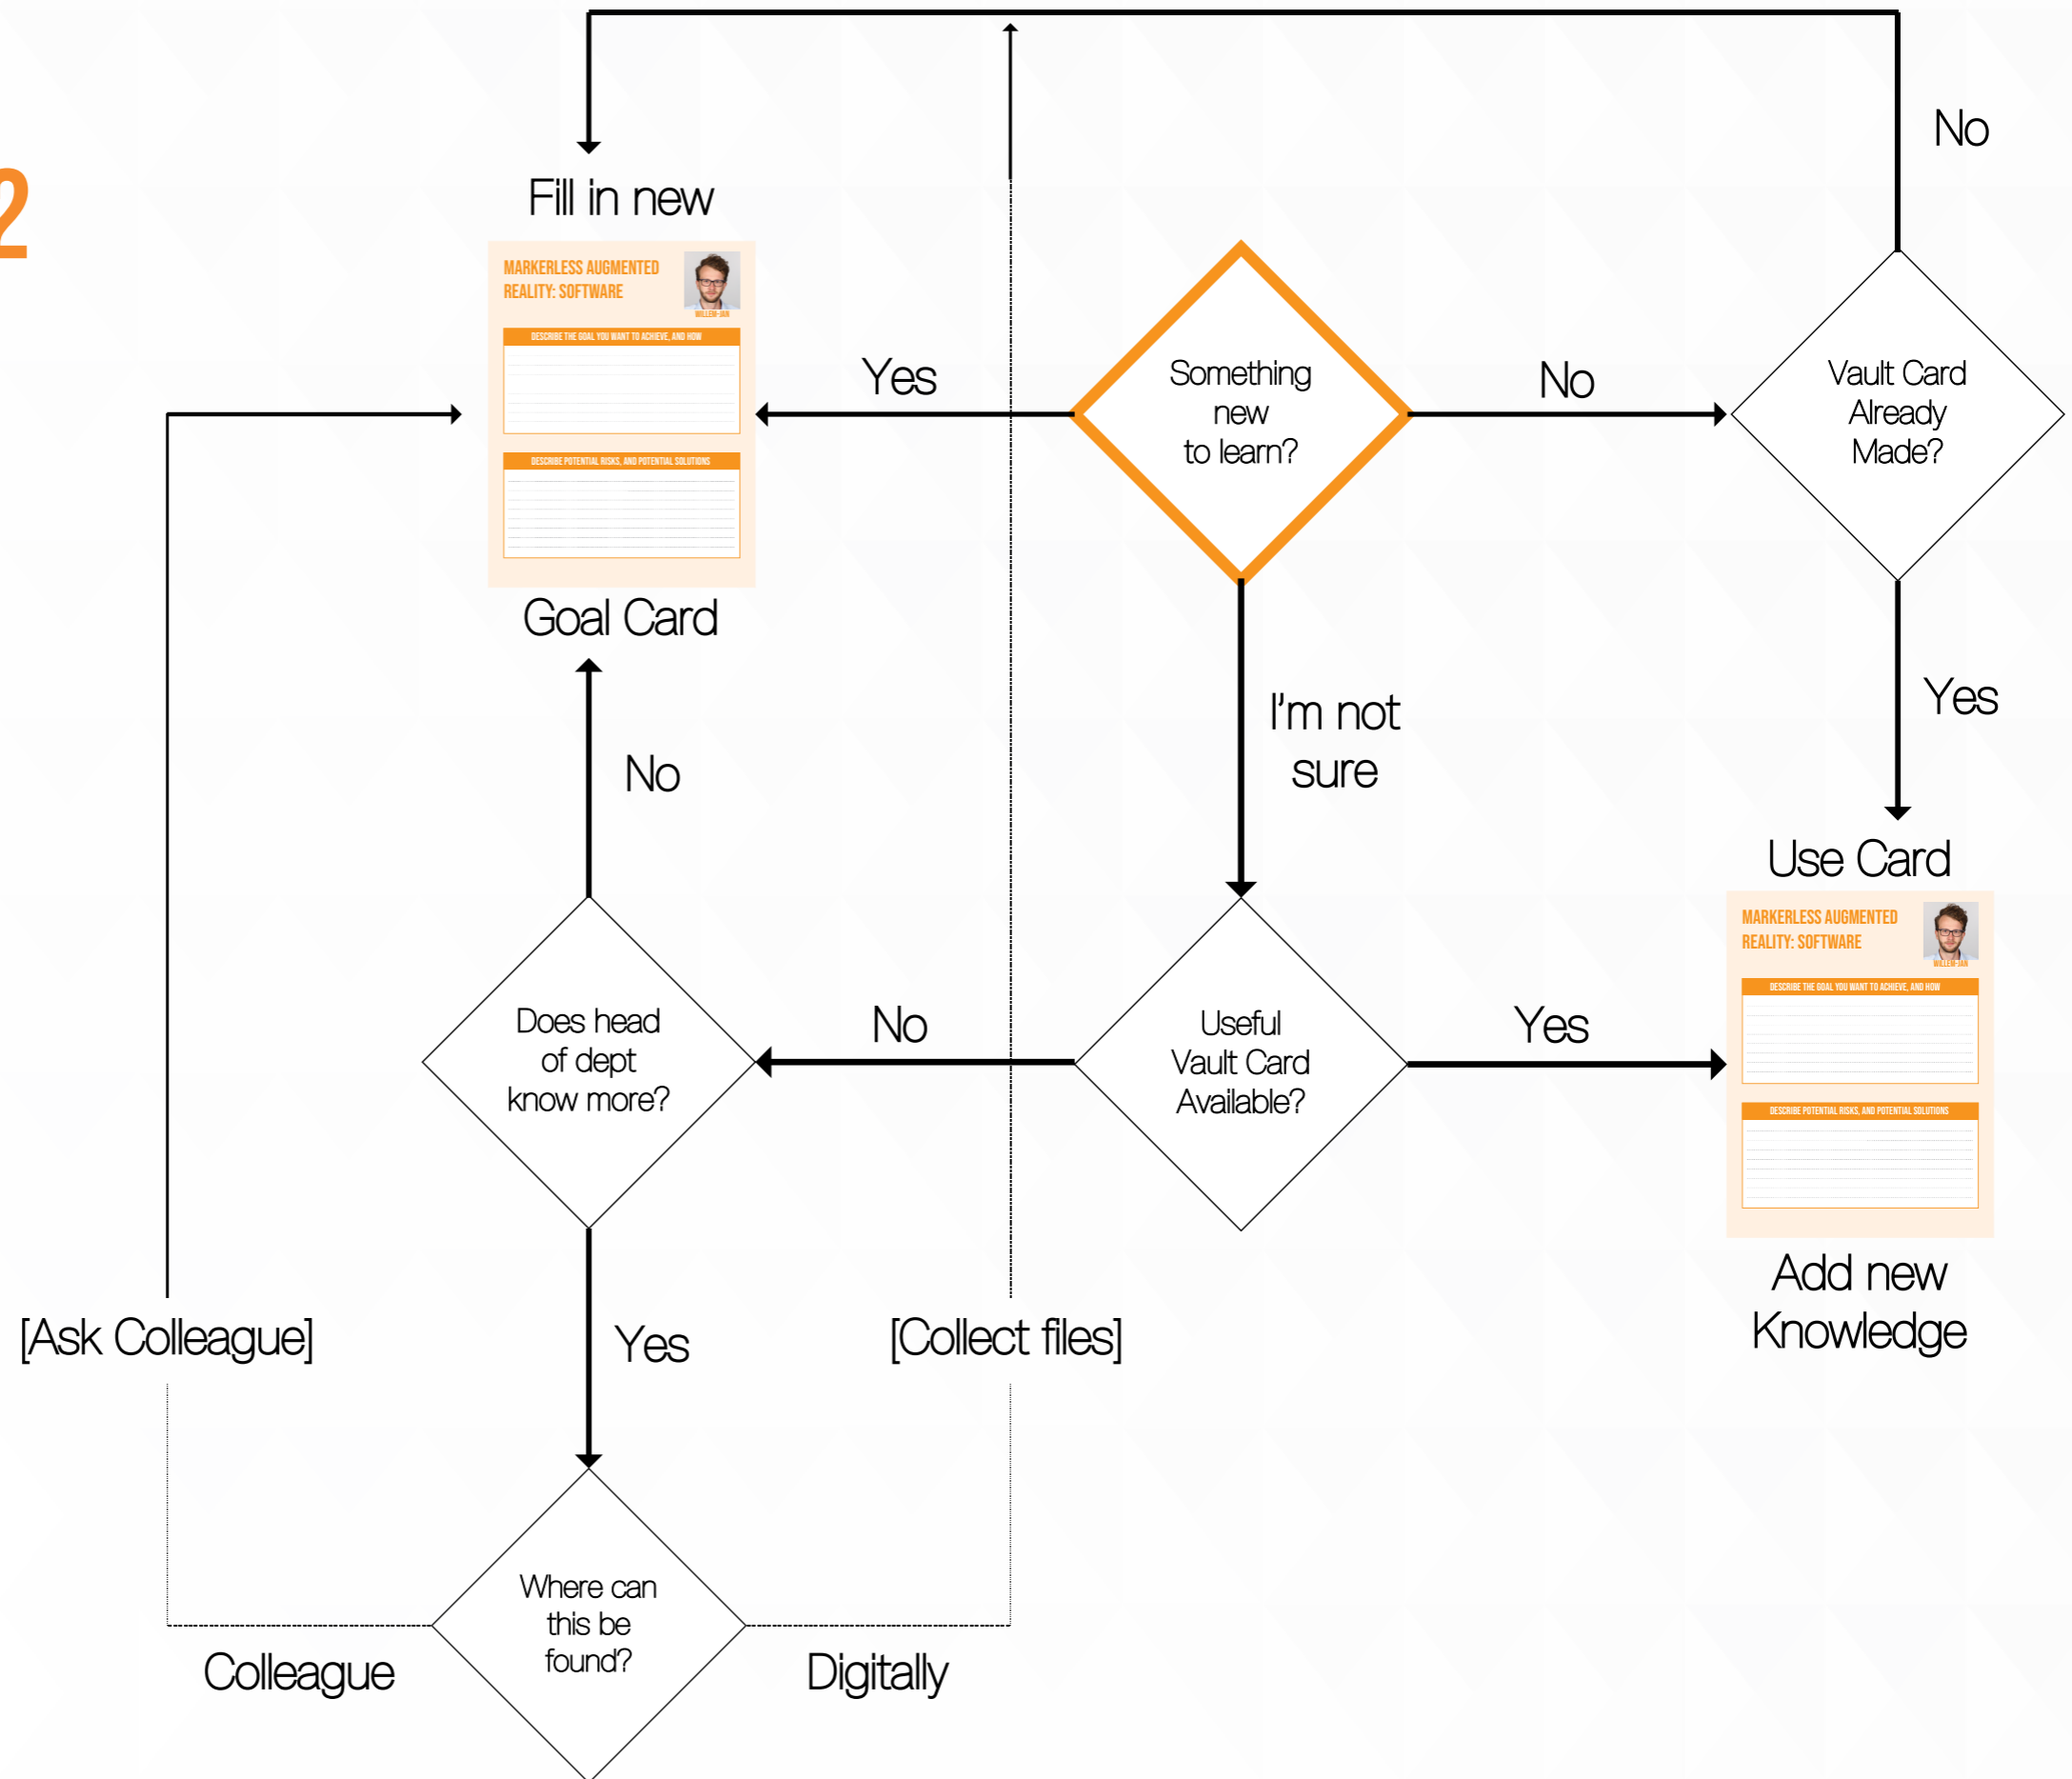 2
No
Fill in new
MARKERLESS AUGMENTED
REALITY: SOFTWARE
WILLEM-JAN
DESCRIBE THE GOAL YOU WANT TO ACHIEVE, AND HOW
DESCRIBE POTENTIAL RISKS, AND POTENTIAL SOLUTIONS
Goal Card
Yes
Something
new
to learn?
No
Vault Card
Already
Made?
I'm not
sure
Yes
No
Use Card
MARKERLESS AUGMENTED
REALITY: SOFTWARE
WILLEM-JAN
DESCRIBE THE GOAL YOU WANT TO ACHIEVE, AND HOW
DESCRIBE POTENTIAL RISKS, AND POTENTIAL SOLUTIONS
Add new
Knowledge
Does head
of dept
know more?
No
Useful
Vault Card
Available?
Yes
[Ask Colleague]
Yes
[Collect files]
Where can
this be
found?
Colleague
Digitally